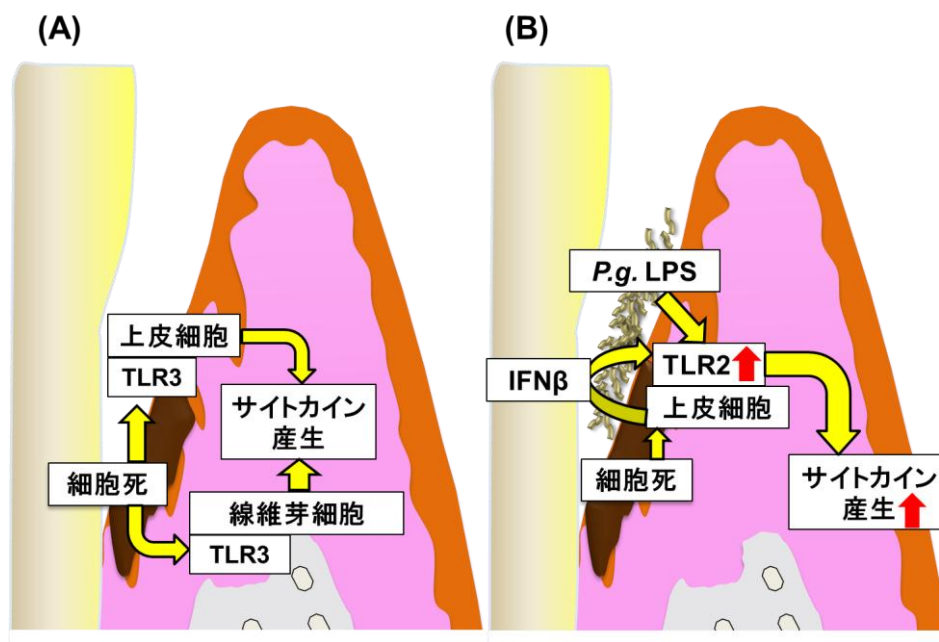 (A)
上皮細胞
TLR3
サイトカイン
産生
細胞死
線維芽細胞
TLR3
(B)
P.g. LPS
IFNβ
TLR2
上皮細胞
細胞死
サイトカイン
産生